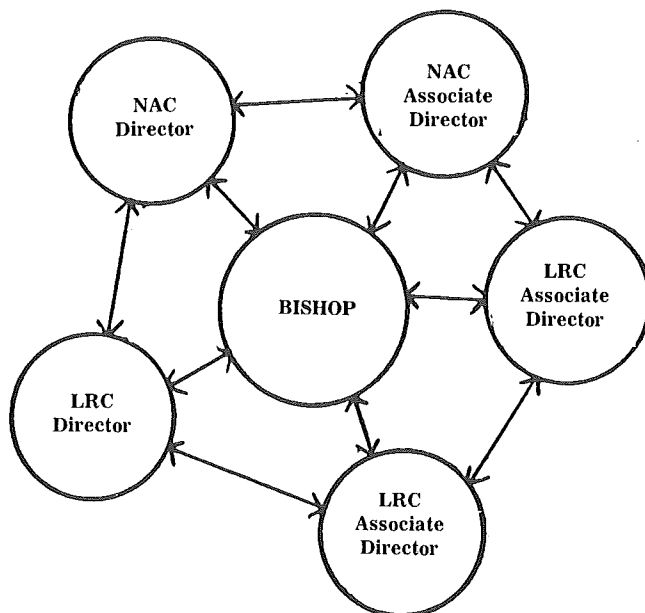 NAC
Director
NAC
Associate
Director
BISHOP
LRC
Associate
Director
LRC
Director
LRC
Associate
Director